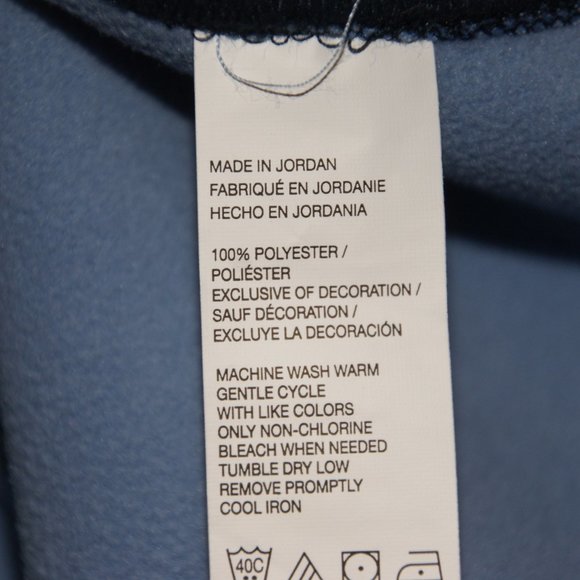 MADE IN JORDAN
FABRIQUÉ EN JORDANIE
HECHO EN JORDANIA
100% POLYESTER /
POLIÉSTER
EXCLUSIVE OF DECORATION /
SAUF DÉCORATION /
EXCLUYE LA DECORACIÓN
MACHINE WASH WARM
GENTLE CYCLE
WITH LIKE COLORS
ONLY NON-CHLORINE
BLEACH WHEN NEEDED
TUMBLE DRY LOW
REMOVE PROMPTLY
COOL IRON
40C